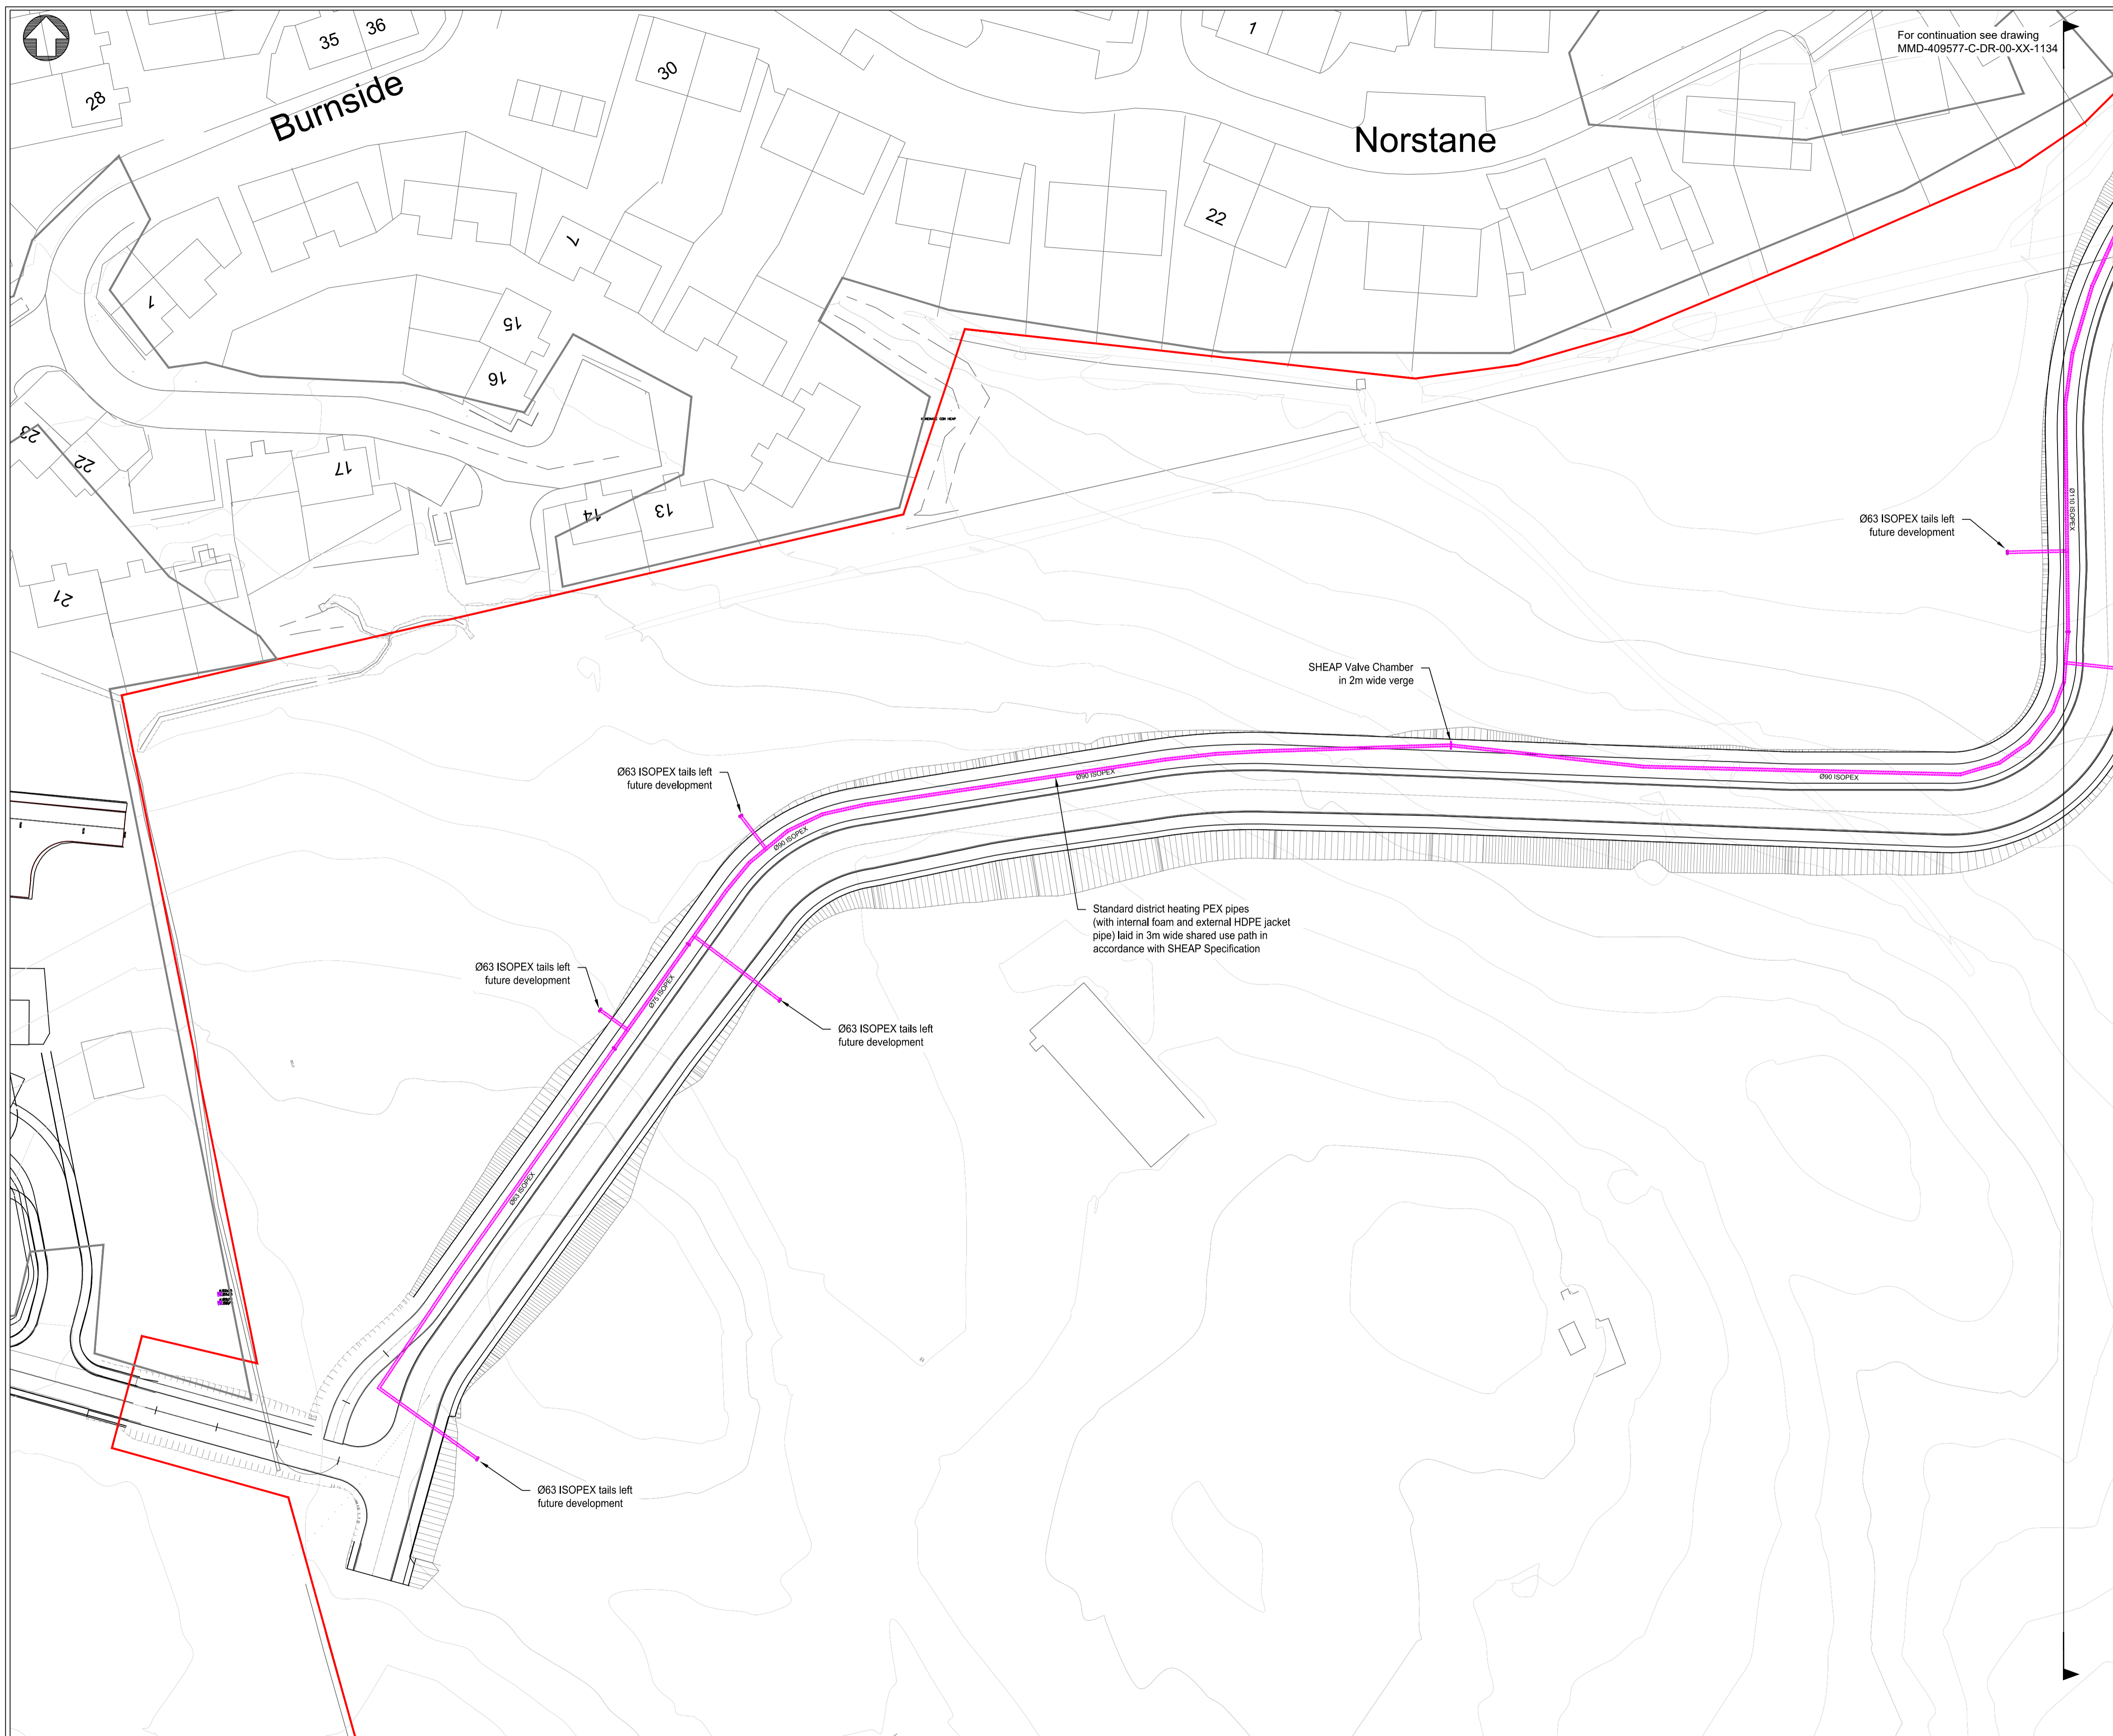 For continuation see drawing
MMD-409577-C-DR-00-XX-1134
35
36
28
Burnside
30
1
Norstane
22
7
1
15
16
23
22
17
14
13
21
Ø110 ISOPEX
Ø63 ISOPEX tails left
future development
SHEAP Valve Chamber
in 2m wide verge
Ø63 ISOPEX tails left
future development
Ø90 ISOPEX
Ø90 ISOPEX
Ø90 ISOPEX
Standard district heating PEX pipes
(with internal foam and external HDPE jacket
pipe) laid in 3m wide shared use path in
accordance with SHEAP Specification
Ø63 ISOPEX tails left
future development
Ø75 ISOPEX
Ø63 ISOPEX tails left
future development
Ø63 ISOPEX
Ø63 ISOPEX tails left
future development